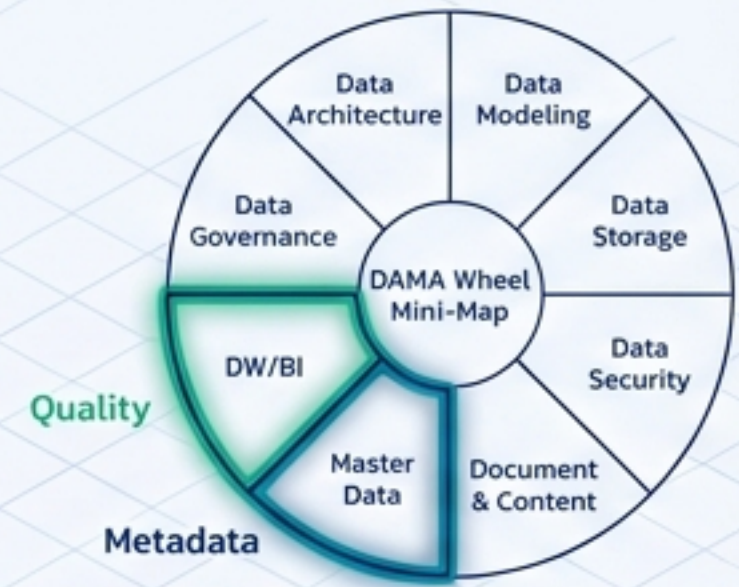 Data
Architecture
Data
Modeling
Data
Governance
Data
Storage
DAMA Wheel
Mini-Map
DW/BI
Data
Security
Quality
Master
Data
Document
& Content
Metadata